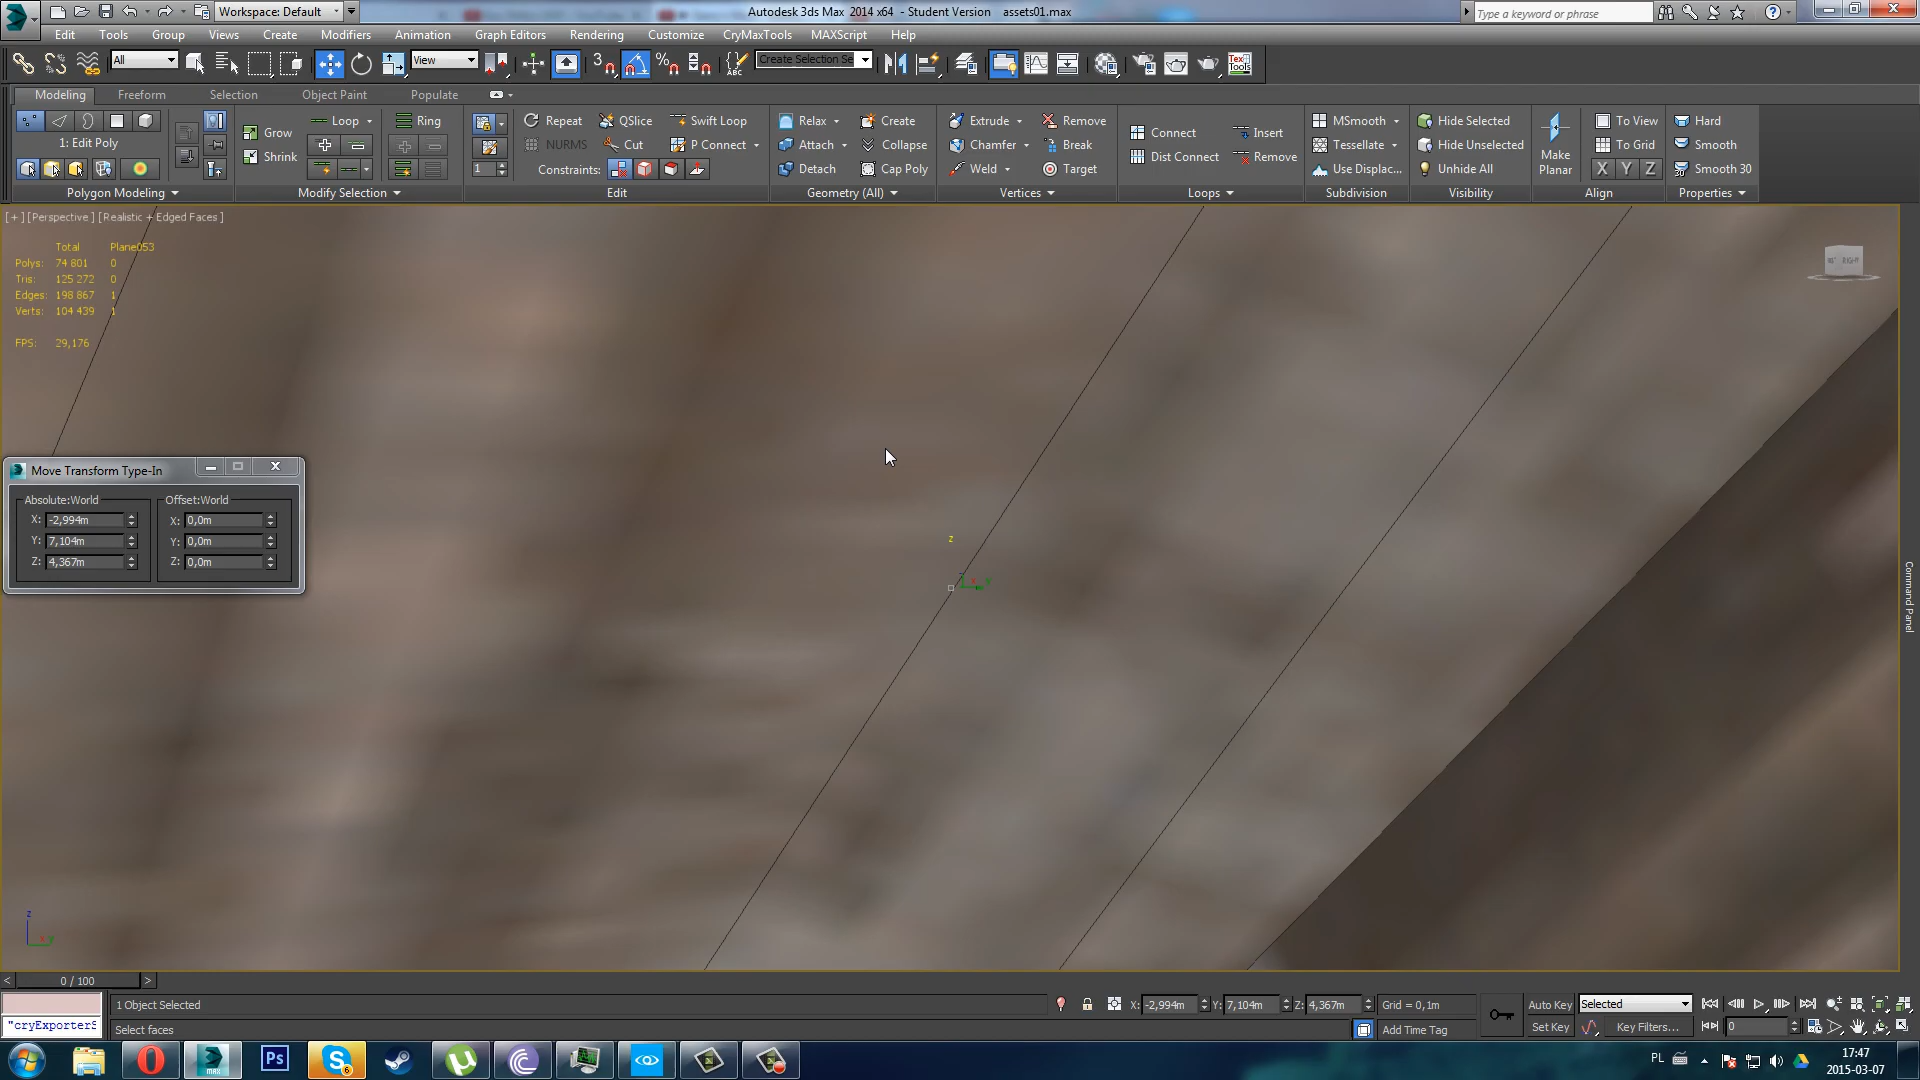 Workspace: Default
Autodesk 3ds Max 2014 x64 - Student Version assets01.max
Type a keyword or phrase
Edit Tools Group Views Create Modifiers Animation Graph Editors Rendering Customize CryMaxTools MAXScript Help
All
View
Create Selection Se
Modeling Freeform Selection Object Paint Populate
Loop Ring Repeat QSlice Swift Loop Relax Create Extrude Remove MSmooth Hide Selected To View Hard
1: Edit Poly Grow NURMS Cut P Connect Attach Collapse Chamfer Break Connect Insert Tessellate Hide Unselected To Grid Smooth
Shrink 1 Constraints: Detach Cap Poly Weld Target Dist Connect Remove Use Displac... Unhide All Make Planar X Y Z Smooth 30
Polygon Modeling Modify Selection Edit Geometry (All) Vertices Loops Subdivision Visibility Align Properties
[+] [Perspective] [Realistic + Edged Faces]
Total Plane053
Polys: 74 801 0
Tris: 125 272 0
Edges: 198 867 1
Verts: 104 439 1
FPS: 29,176
RIGHT
Move Transform Type-In
Absolute:World Offset:World
X: -2,994m X: 0,0m
Y: 7,104m Y: 0,0m
Z: 4,367m Z: 0,0m
z
x y
Command Panel
z
x y
0 / 100
1 Object Selected X: -2,994m Y: 7,104m Z: 4,367m Grid = 0,1m Auto Key Selected
"cryExporterS Select faces Add Time Tag Set Key Key Filters... 0
PL 17:47
2015-03-07